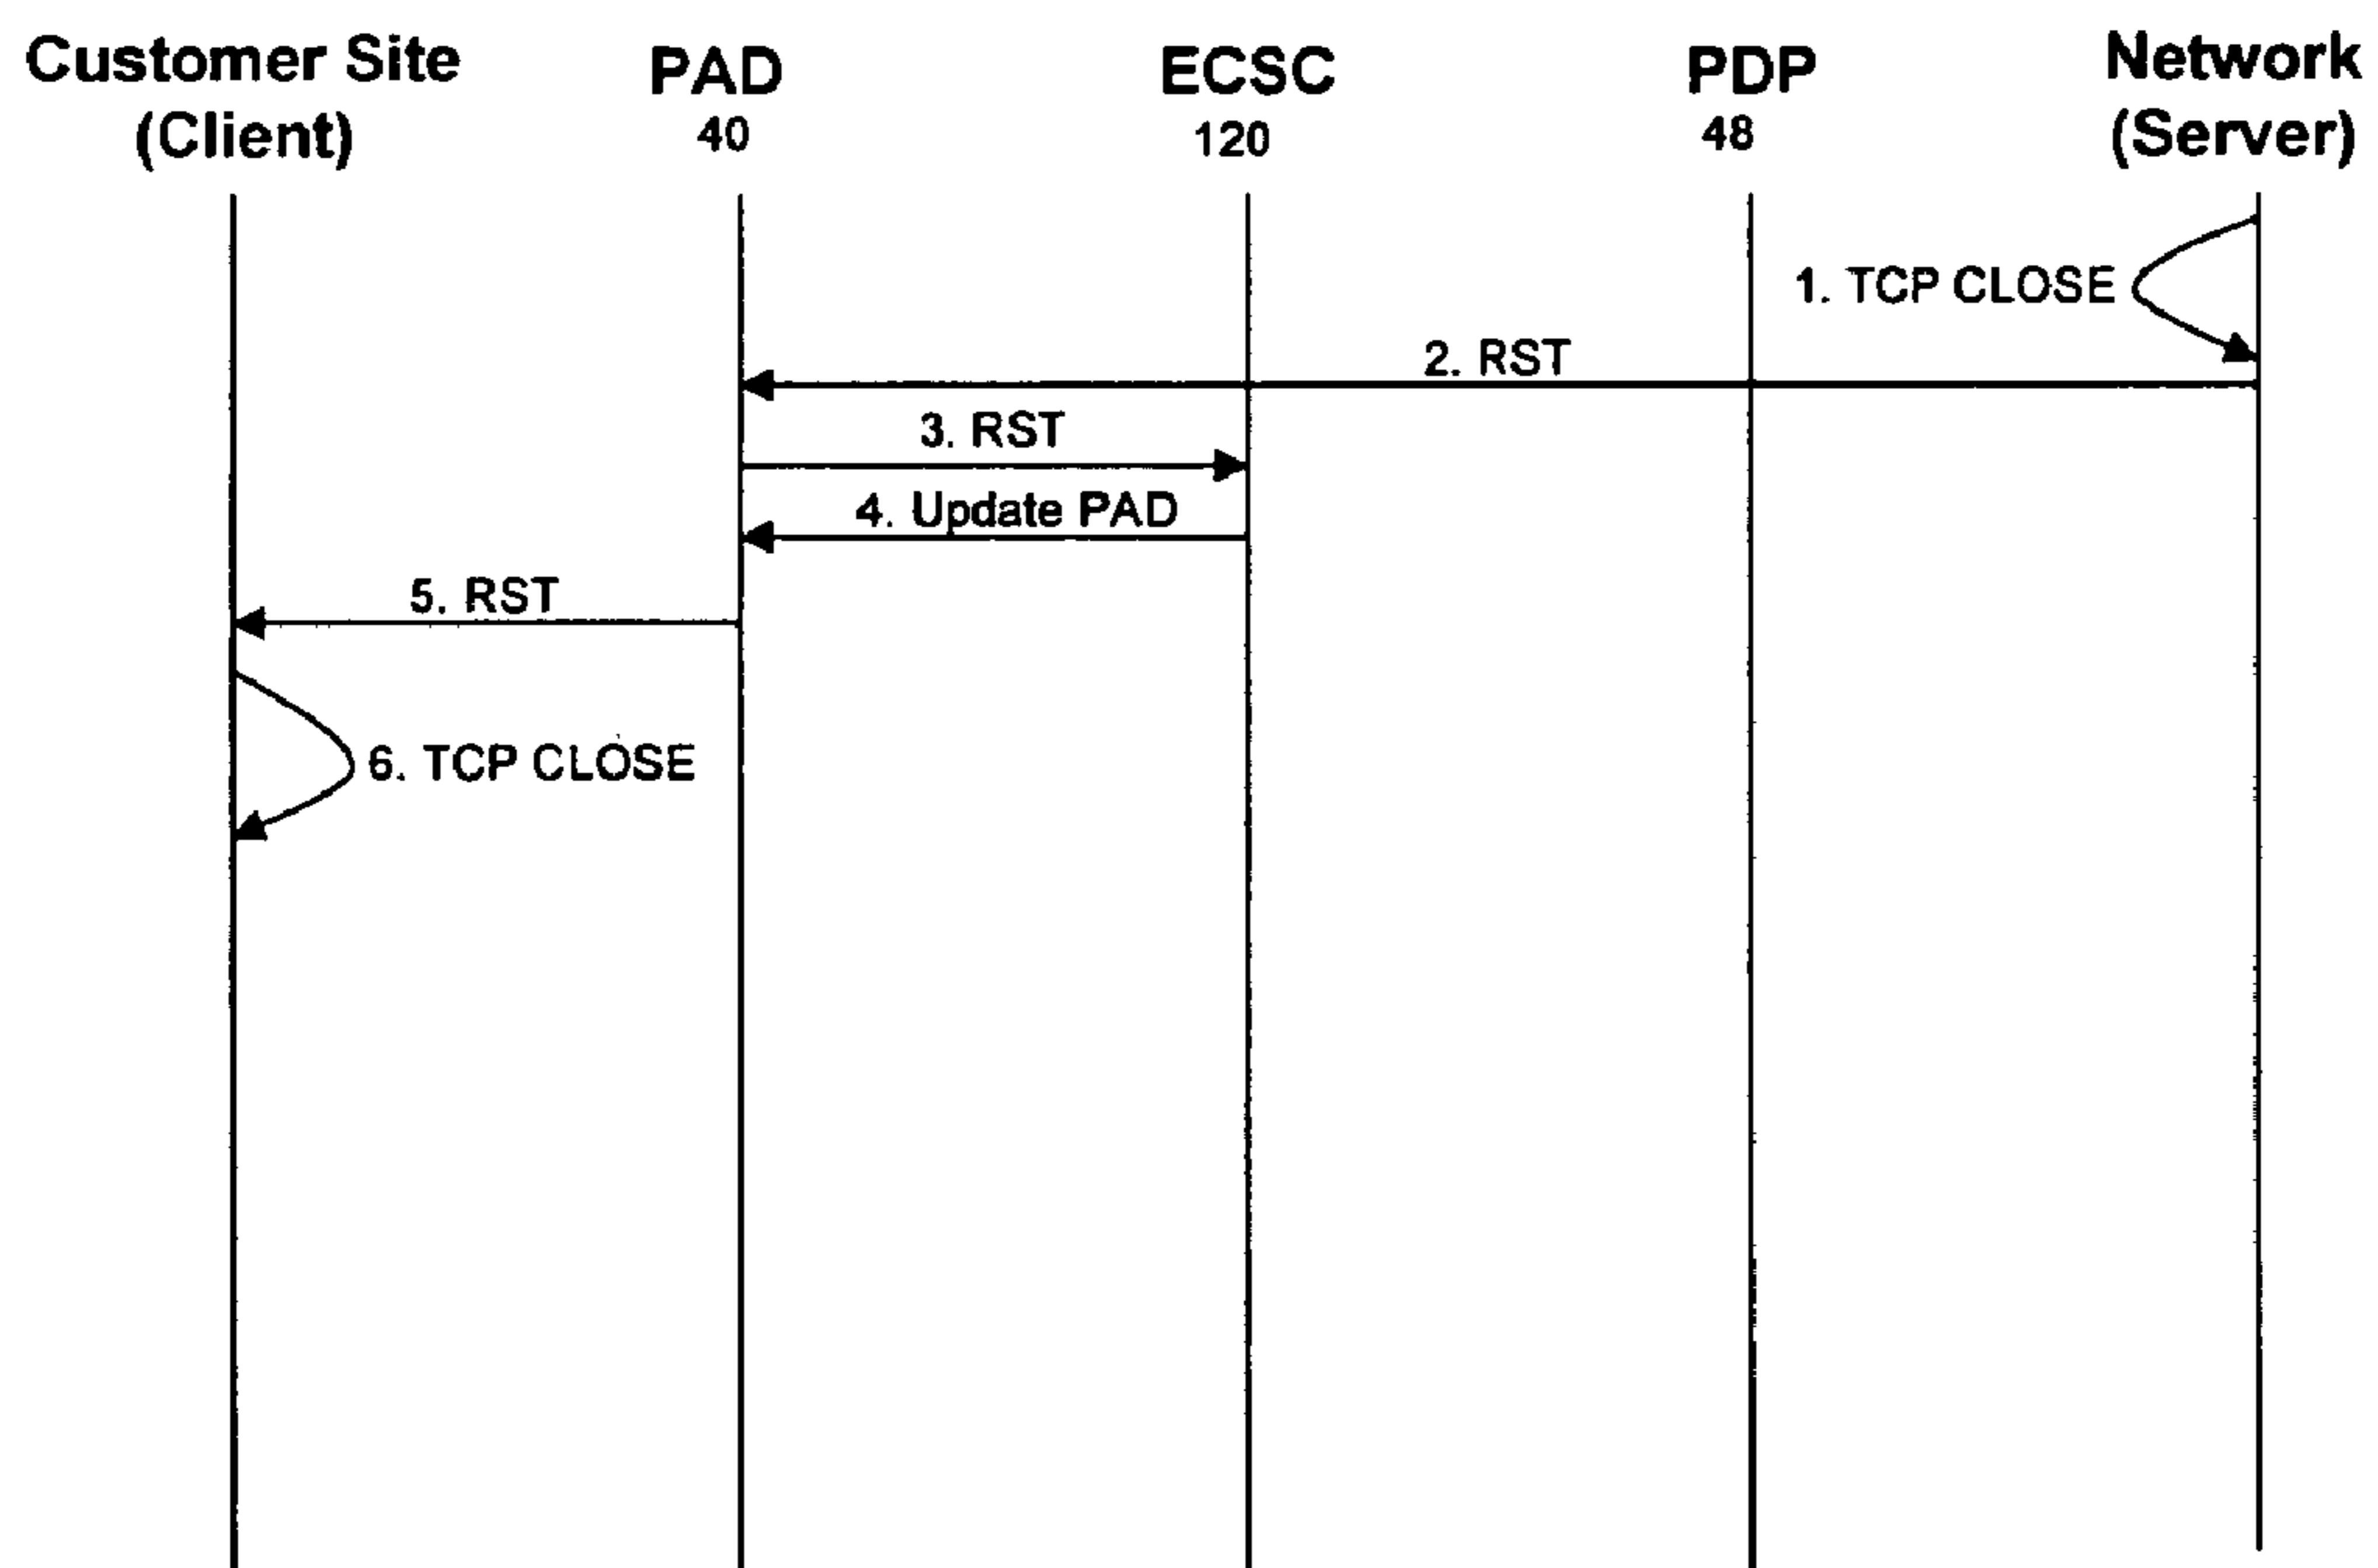 Customer Site
(Client)
PAD
40
ECSC
120
PDP
48
Network
(Server)
1. TCP CLOSE
2. RST
3. RST
4. Update PAD
5. RST
6. TCP CLOSE